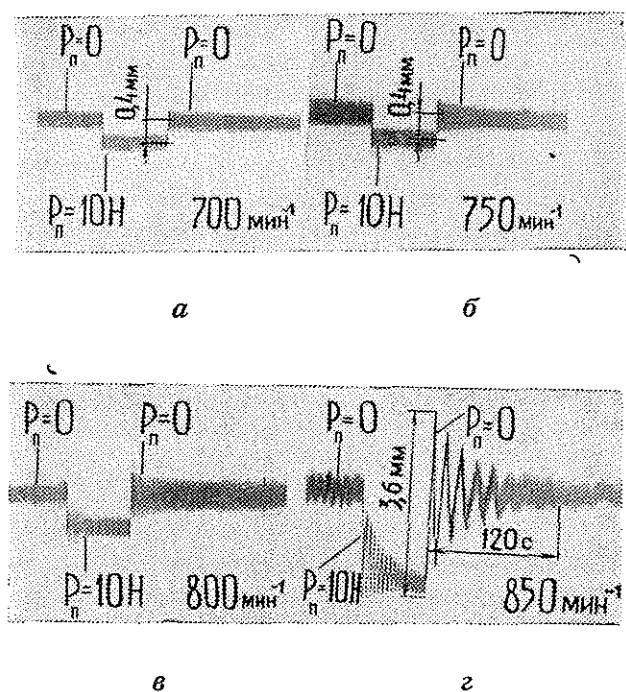 Pп=0 Pп=0
0,4мм
Pп=10Н 700мин⁻¹
Pп=0 Pп=0
0,4мм
Pп=10Н 750мин⁻¹
а б
Pп=0 Pп=0
Pп=10Н 800мин⁻¹
Pп=0 Pп=0
3,6мм
120с
Pп=10Н 850мин⁻¹
в г